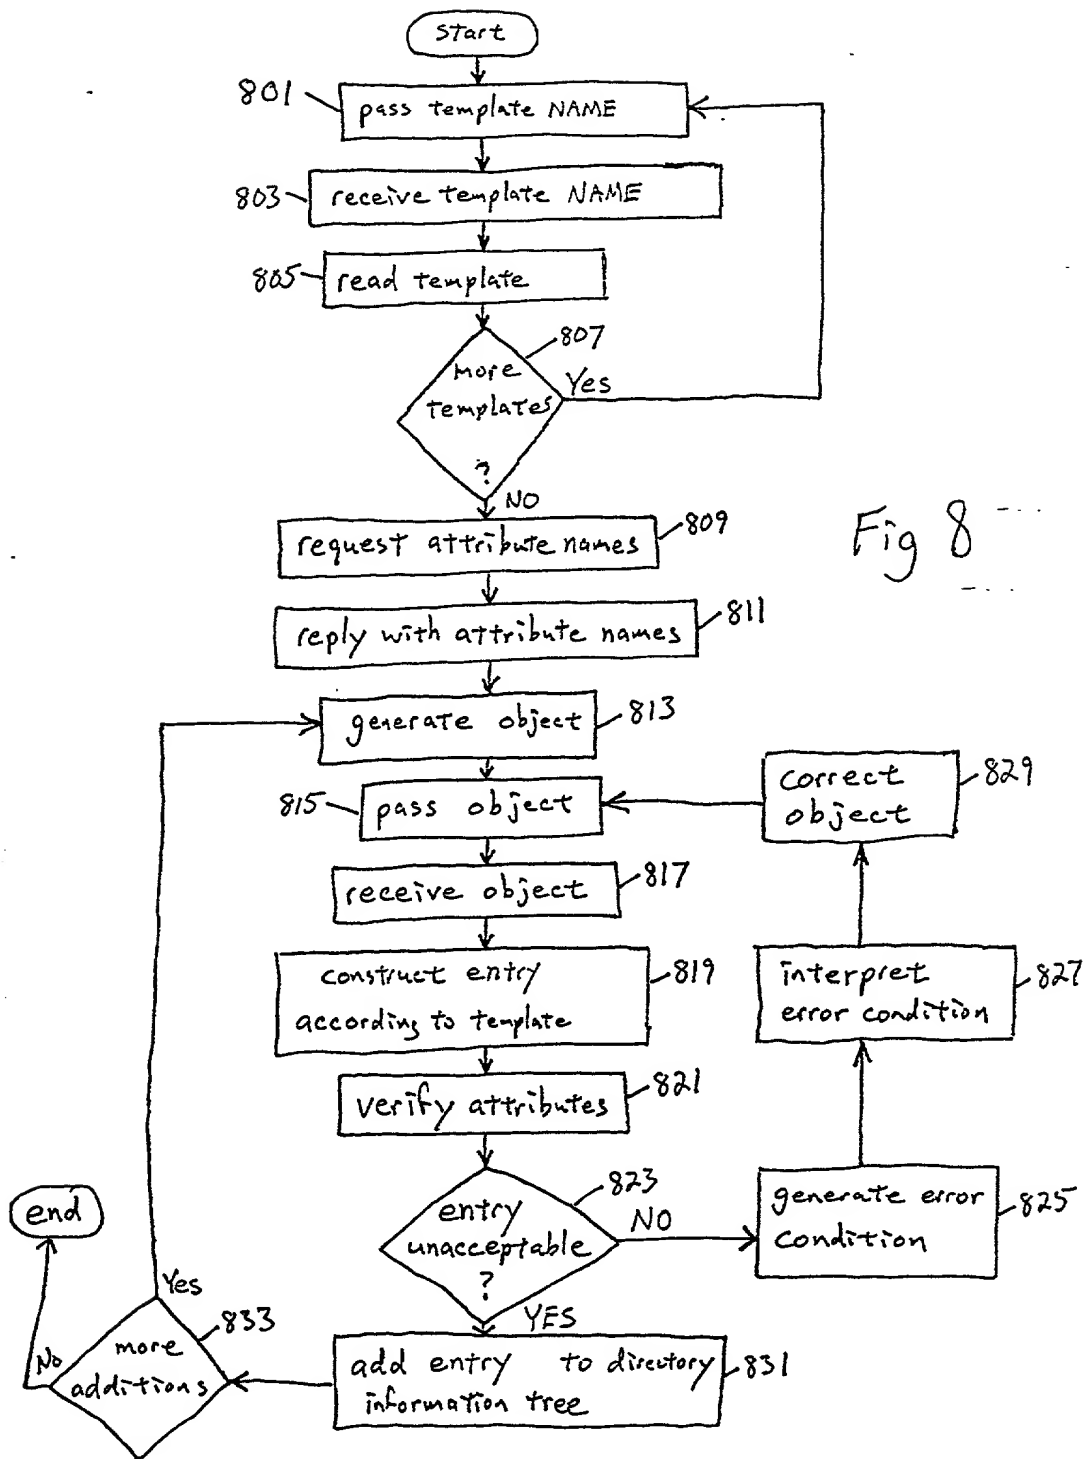 start
801
pass template NAME
803
receive template NAME
805
read template
807
more
templates
?
Yes
NO
request attribute names
809
Fig 8
reply with attribute names
811
generate object
813
815
pass object
correct
object
829
receive object
817
construct entry
according to template
819
interpret
error condition
827
verify attributes
821
entry
unacceptable
?
823
NO
YES
generate error
condition
825
end
Yes
No
more
additions
833
add entry to directory
information tree
831